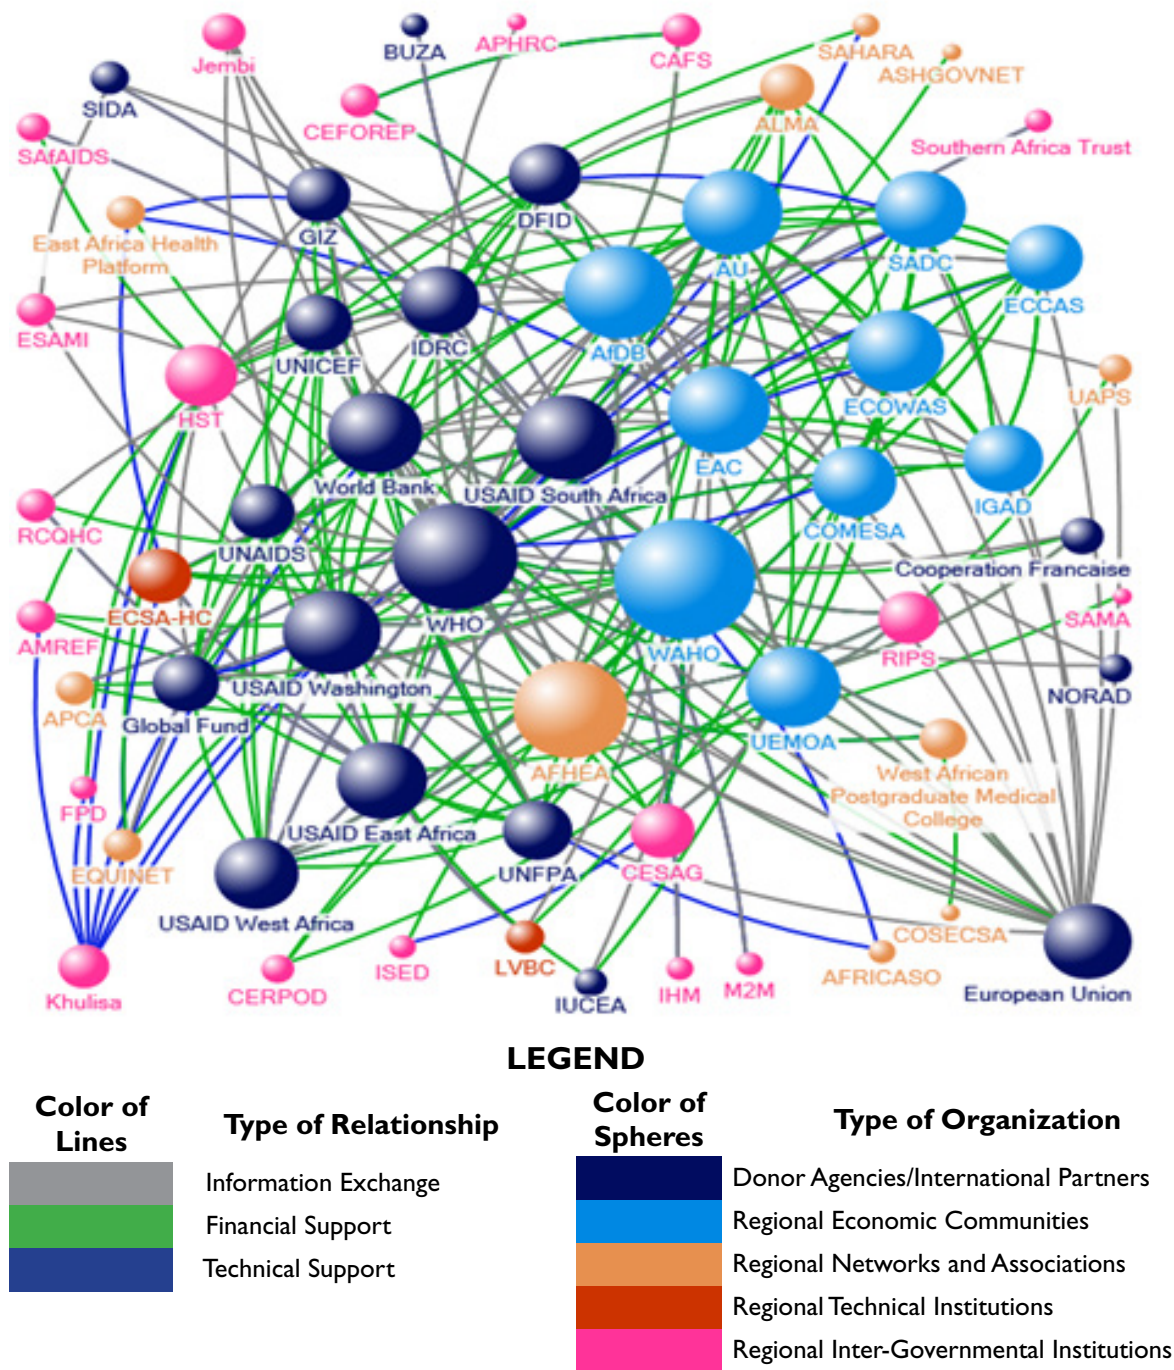 BUZA
APHRC
CAFS
SAHARA
ASHGOVNET
Jembi
SIDA
CEFOREP
ALMA
Southern Africa Trust
SAfAIDS
DFID
GIZ
East Africa Health
Platform
AU
SADC
ECCAS
ESAMI
UNICEF
IDRC
AfDB
UAPS
HST
ECOWAS
EAC
World Bank
USAID South Africa
IGAD
COMESA
RCQHC
UNAIDS
Cooperation Francaise
ECSA-HC
WHO
SAMA
AMREF
WAHO
RIPS
USAID Washington
NORAD
APCA
Global Fund
UEMOA
AFHEA
West African
Postgraduate Medical
College
FPD
USAID East Africa
EQUINET
UNFPA
CESAG
USAID West Africa
COSECSA
ISED
LVBC
AFRICASO
Khulisa
CERPOD
IUCEA
IHM
M2M
European Union
LEGEND
Color of
Lines
Type of Relationship
Information Exchange
Financial Support
Technical Support
Color of
Spheres
Type of Organization
Donor Agencies/International Partners
Regional Economic Communities
Regional Networks and Associations
Regional Technical Institutions
Regional Inter-Governmental Institutions